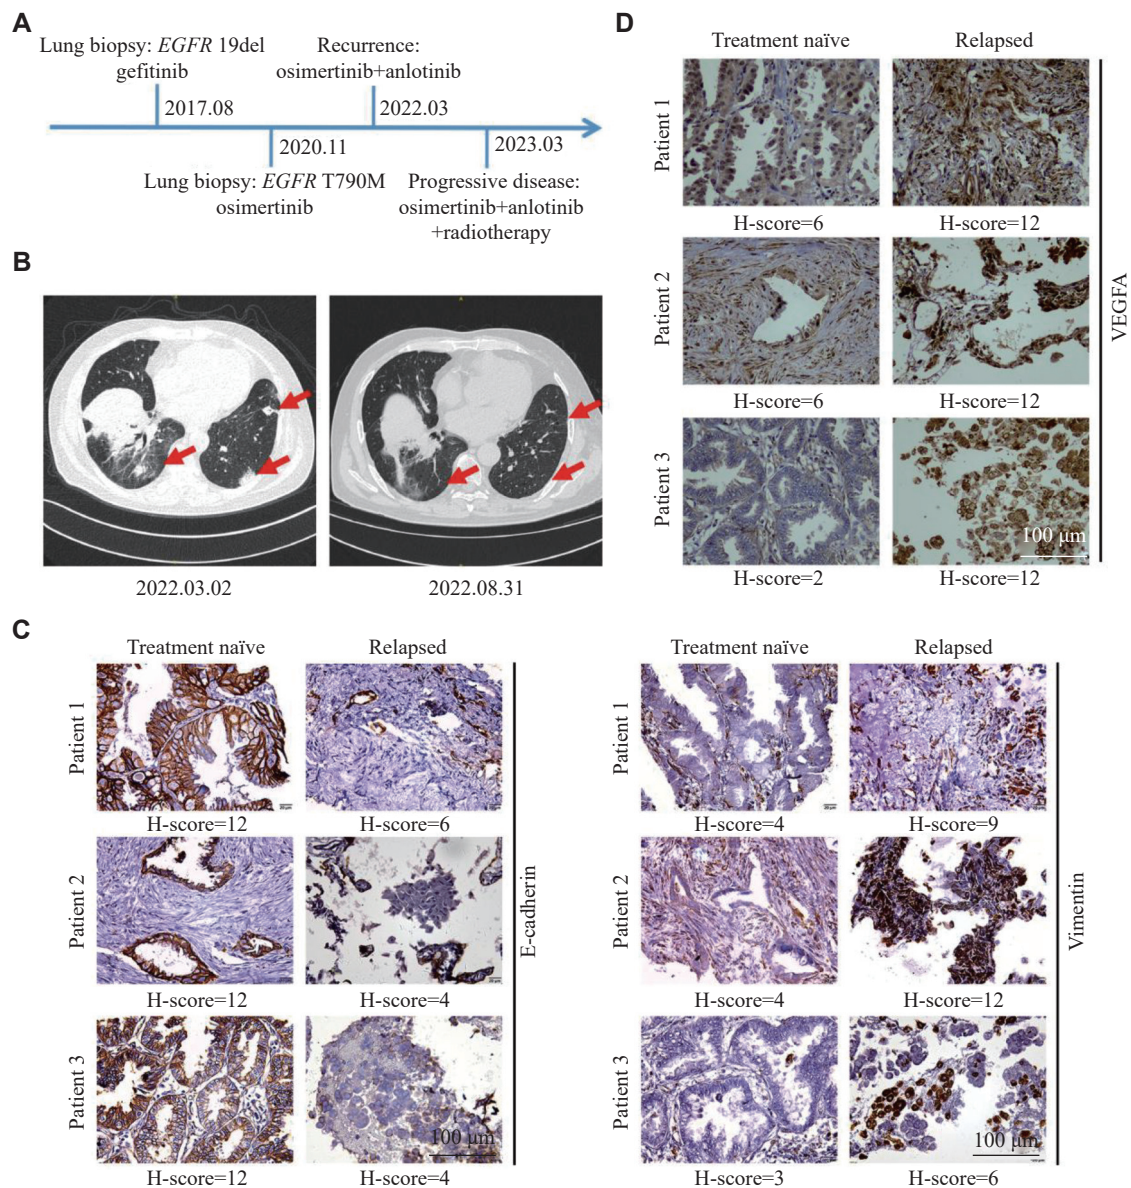 A
Lung biopsy: EGFR 19del
gefitinib
Recurrence:
osimertinib+anlotinib
2017.08
2022.03
2020.11
2023.03
Lung biopsy: EGFR T790M
osimertinib
Progressive disease:
osimertinib+anlotinib
+radiotherapy
B
2022.03.02
2022.08.31
C
Treatment naïve
Relapsed
Patient 1
H-score=12
H-score=6
Patient 2
H-score=12
H-score=4
Patient 3
100 μm
H-score=12
H-score=4
E-cadherin
Treatment naïve
Relapsed
Patient 1
H-score=4
H-score=9
Patient 2
H-score=4
H-score=12
Patient 3
100 μm
H-score=3
H-score=6
Vimentin
D
Treatment naïve
Relapsed
Patient 1
H-score=6
H-score=12
Patient 2
H-score=6
H-score=12
Patient 3
100 μm
H-score=2
H-score=12
VEGFA